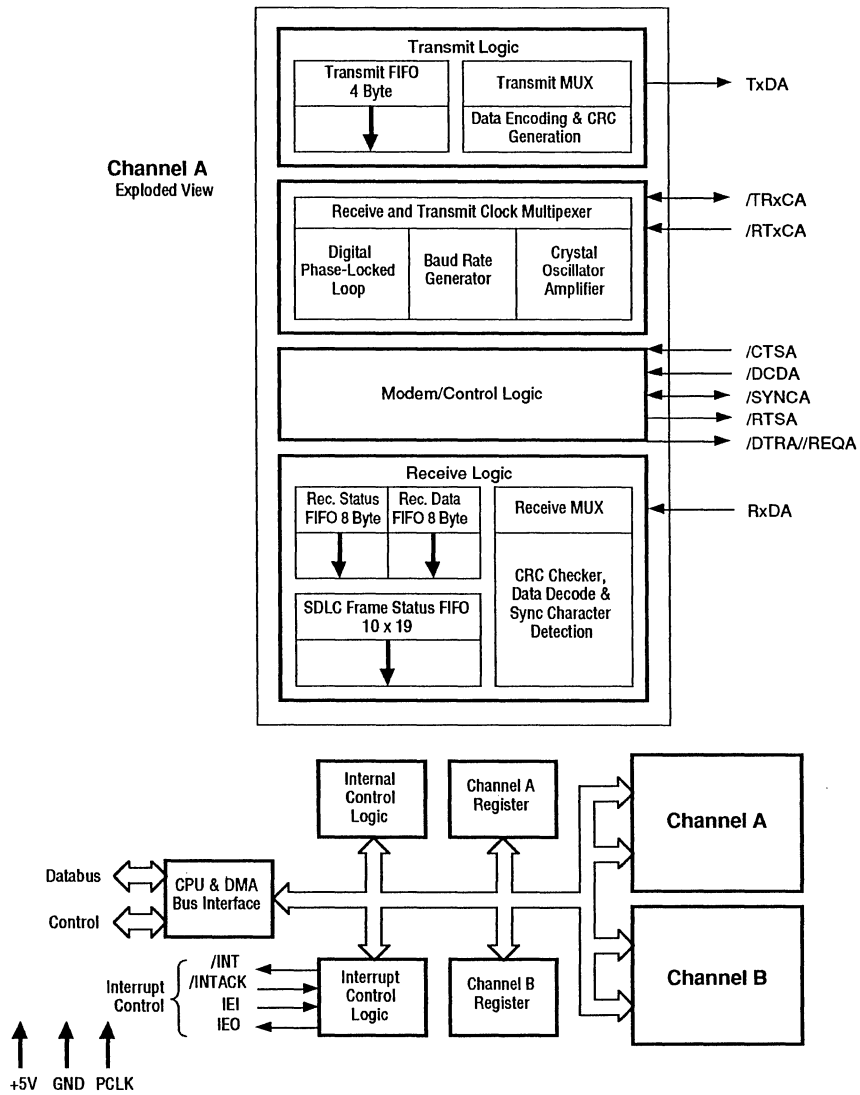 Transmit Logic
Transmit FIFO
4 Byte
Transmit MUX
Data Encoding & CRC
Generation
TxDA
Channel A
Exploded View
Receive and Transmit Clock Multipexer
Digital
Phase-Locked
Loop
Baud Rate
Generator
Crystal
Oscillator
Amplifier
/TRxCA
/RTxCA
Modem/Control Logic
/CTSA
/DCDA
/SYNCA
/RTSA
/DTRA//REQA
Receive Logic
Rec. Status
FIFO 8 Byte
Rec. Data
FIFO 8 Byte
Receive MUX
CRC Checker,
Data Decode &
Sync Character
Detection
SDLC Frame Status FIFO
10 x 19
RxDA
Internal
Control
Logic
Channel A
Register
Channel A
Databus
Control
CPU & DMA
Bus Interface
Interrupt
Control
/INT
/INTACK
IEI
IEO
Interrupt
Control
Logic
Channel B
Register
Channel B
+5V
GND
PCLK